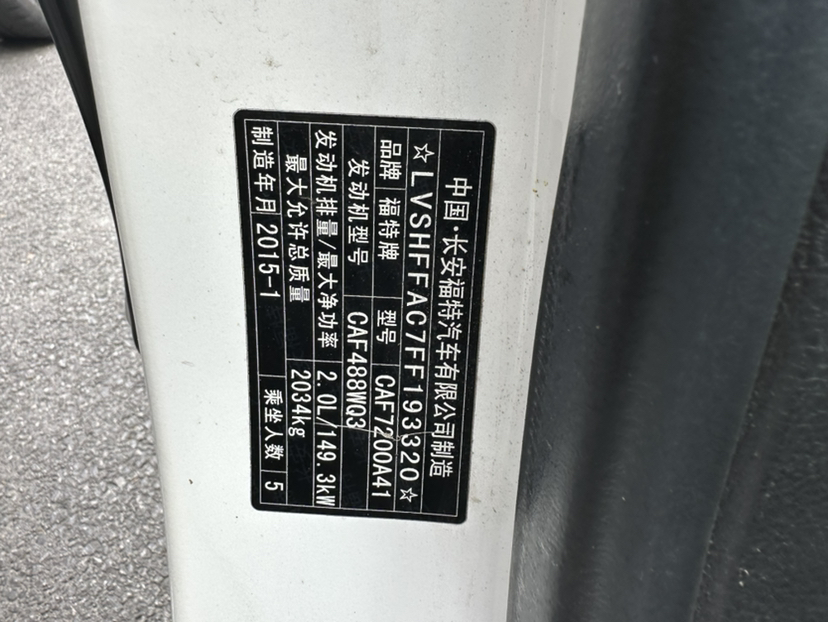 中国·长安福特汽车有限公司制造
☆LVSHFFAC7FF193320☆
品牌 福特牌 型号 CAF7200A41
发动机型号 CAF488WQ3
发动机排量/最大净功率 2.0L/149.3kW
最大允许总质量 2034kg
制造年月 2015-1 乘坐人数 5